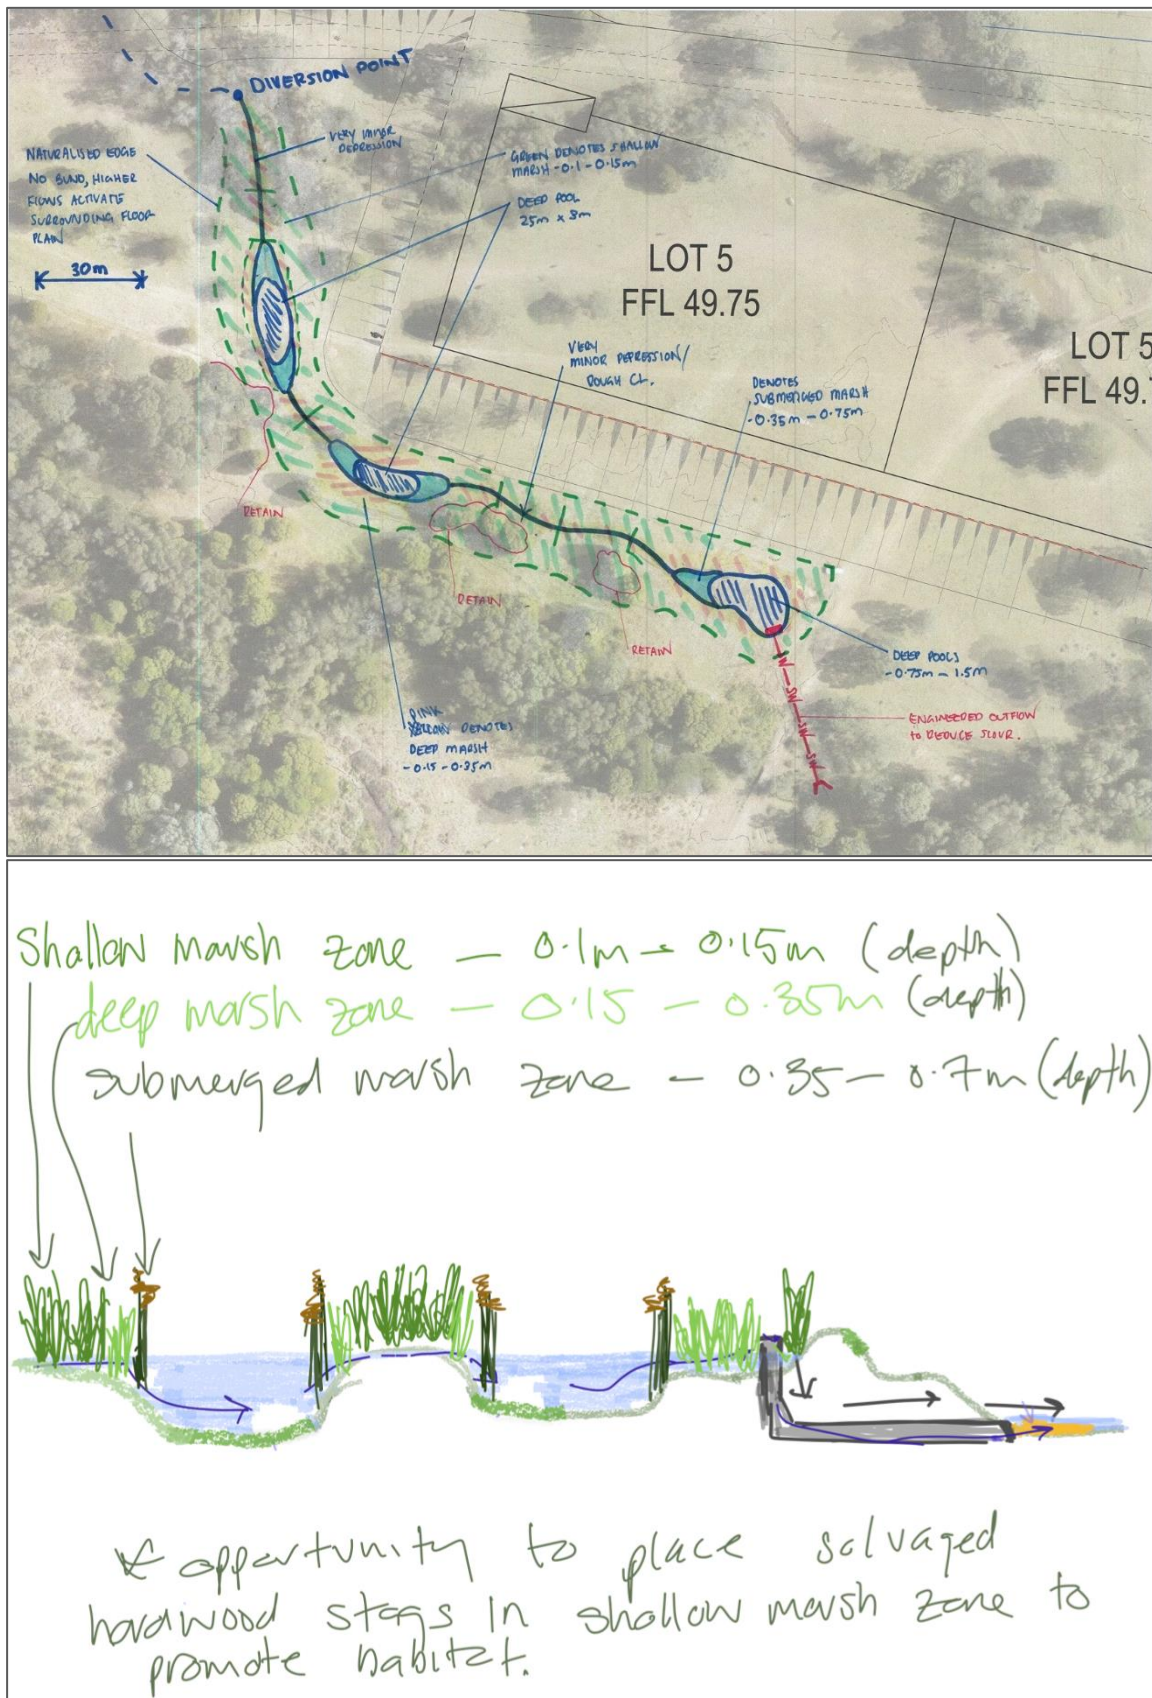 DIVERSION POINT
VERY MINOR
DEPRESSION
NATURALISED EDGE
NO BUND, HIGHER
FLOWS ACTIVATE
SURROUNDING FLOOD
PLAIN
30m
GREEN DENOTES SHALLOW
MARSH -0.1 - 0.15m
DEEP POOL
25m x 8m
LOT 5
FFL 49.75
LOT 5
FFL 49.
VERY
MINOR DEPRESSION/
ROUGH CL.
DENOTES
SUBMERGED MARSH
-0.35m - 0.75m
RETAIN
RETAIN
RETAIN
DEEP POOLS
-0.75m - 1.5m
PINK
DENOTES
DEEP MARSH
-0.15 - 0.35m
SW SW SW
ENGINEERED OUTFLOW
to REDUCE SCOUR.
Shallow marsh zone – 0.1m – 0.15m (depth)
deep marsh zone – 0.15 – 0.35m (depth)
submerged marsh zone – 0.35 – 0.7m (depth)
* opportunity to place salvaged
hardwood stags in shallow marsh zone to
promote habitat.